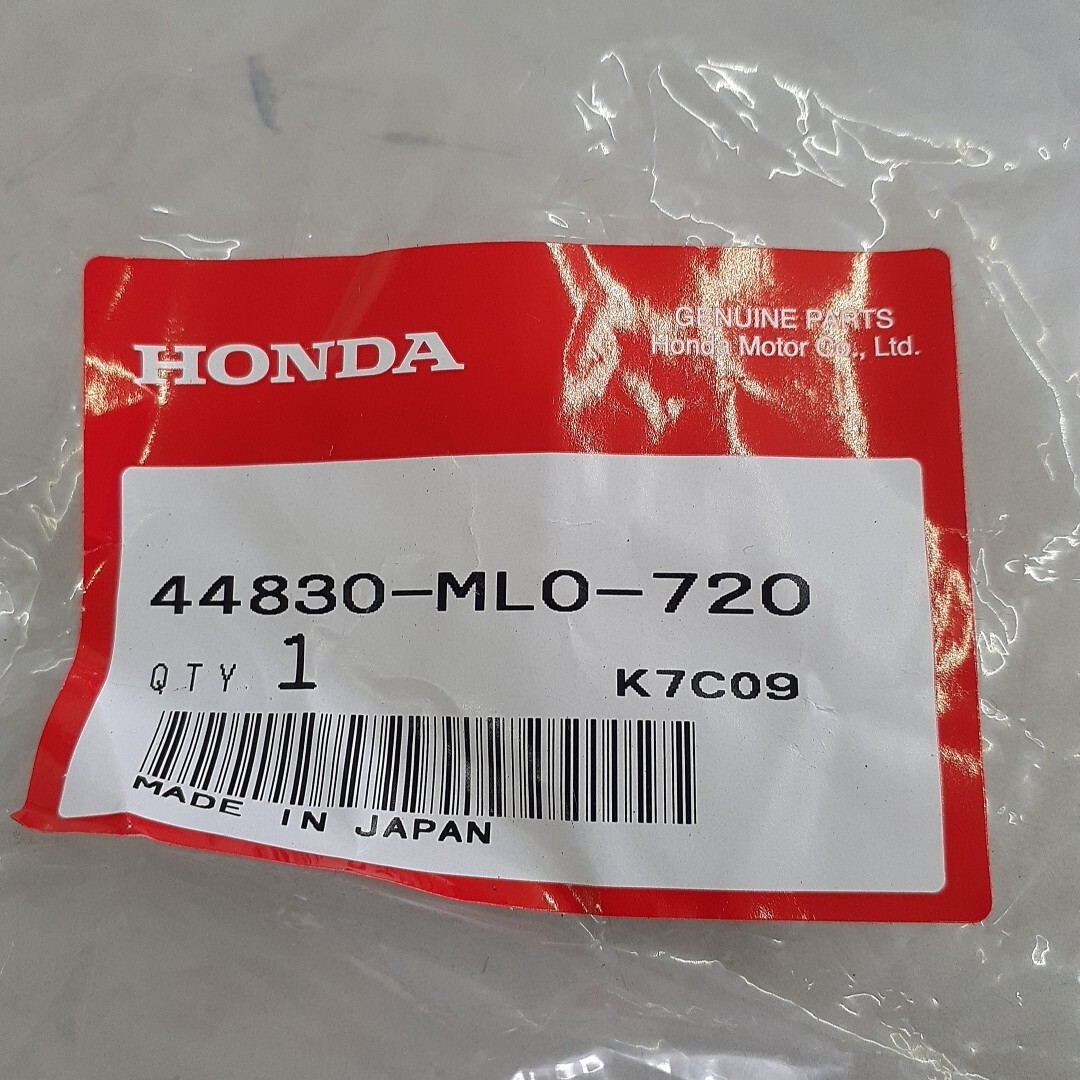 HONDA
GENUINE PARTS
Honda Motor Co., Ltd.
44830-ML0-720
QTY. 1
K7C09
MADE IN JAPAN